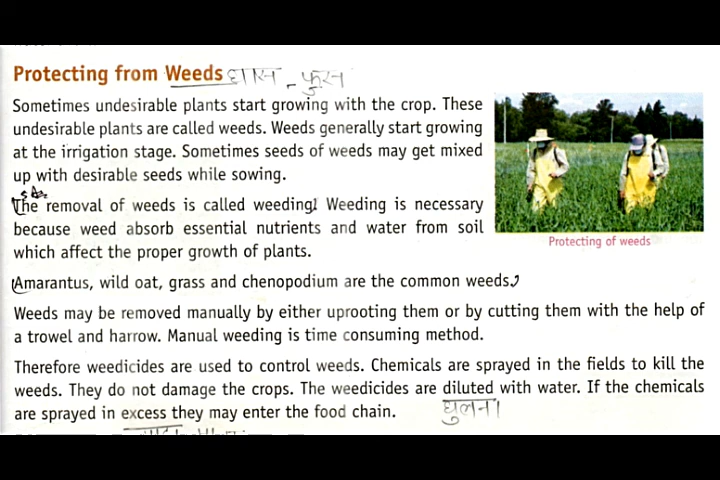 Protecting from Weeds घास - फुस
Sometimes undesirable plants start growing with the crop. These
undesirable plants are called weeds. Weeds generally start growing
at the irrigation stage. Sometimes seeds of weeds may get mixed
up with desirable seeds while sowing.
The removal of weeds is called weeding. Weeding is necessary
because weed absorb essential nutrients and water from soil
which affect the proper growth of plants.
Protecting of weeds
Amarantus, wild oat, grass and chenopodium are the common weeds.
Weeds may be removed manually by either uprooting them or by cutting them with the help of
a trowel and harrow. Manual weeding is time consuming method.
Therefore weedicides are used to control weeds. Chemicals are sprayed in the fields to kill the
weeds. They do not damage the crops. The weedicides are diluted with water. If the chemicals
are sprayed in excess they may enter the food chain.
घुलना